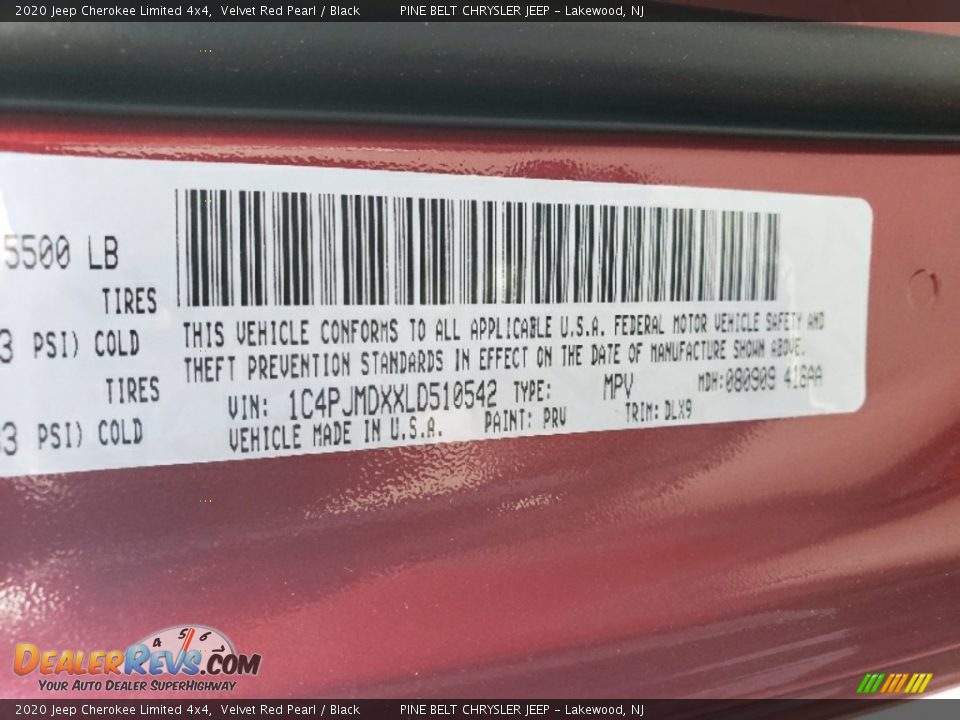 2020 Jeep Cherokee Limited 4x4, Velvet Red Pearl / Black PINE BELT CHRYSLER JEEP - Lakewood, NJ
5500 LB
TIRES
3 PSI) COLD
TIRES
3 PSI) COLD
THIS VEHICLE CONFORMS TO ALL APPLICABLE U.S.A. FEDERAL MOTOR VEHICLE SAFETY AND
THEFT PREVENTION STANDARDS IN EFFECT ON THE DATE OF MANUFACTURE SHOWN ABOVE.
VIN: 1C4PJMDXXLD510542 TYPE: MPV MDH:080909 418AA
VEHICLE MADE IN U.S.A. PAINT: PRV TRIM: DLX9
4 5 6
DEALERREVS.COM
YOUR AUTO DEALER SUPERHIGHWAY
2020 Jeep Cherokee Limited 4x4, Velvet Red Pearl / Black PINE BELT CHRYSLER JEEP - Lakewood, NJ